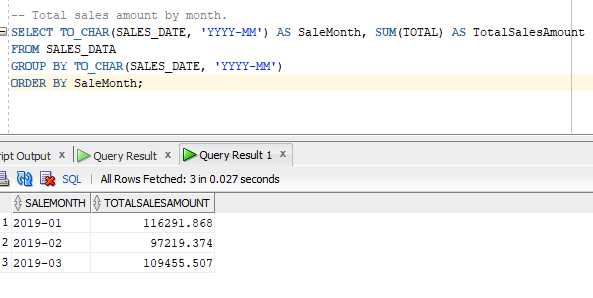 -- Total sales amount by month.
SELECT TO_CHAR(SALES_DATE, 'YYYY-MM') AS SaleMonth, SUM(TOTAL) AS TotalSalesAmount
FROM SALES_DATA
GROUP BY TO_CHAR(SALES_DATE, 'YYYY-MM')
ORDER BY SaleMonth;
ript Output x Query Result x Query Result 1 x
SQL | All Rows Fetched: 3 in 0.027 seconds
SALEMONTH TOTALSALESAMOUNT
1 2019-01 116291.868
2 2019-02 97219.374
3 2019-03 109455.507